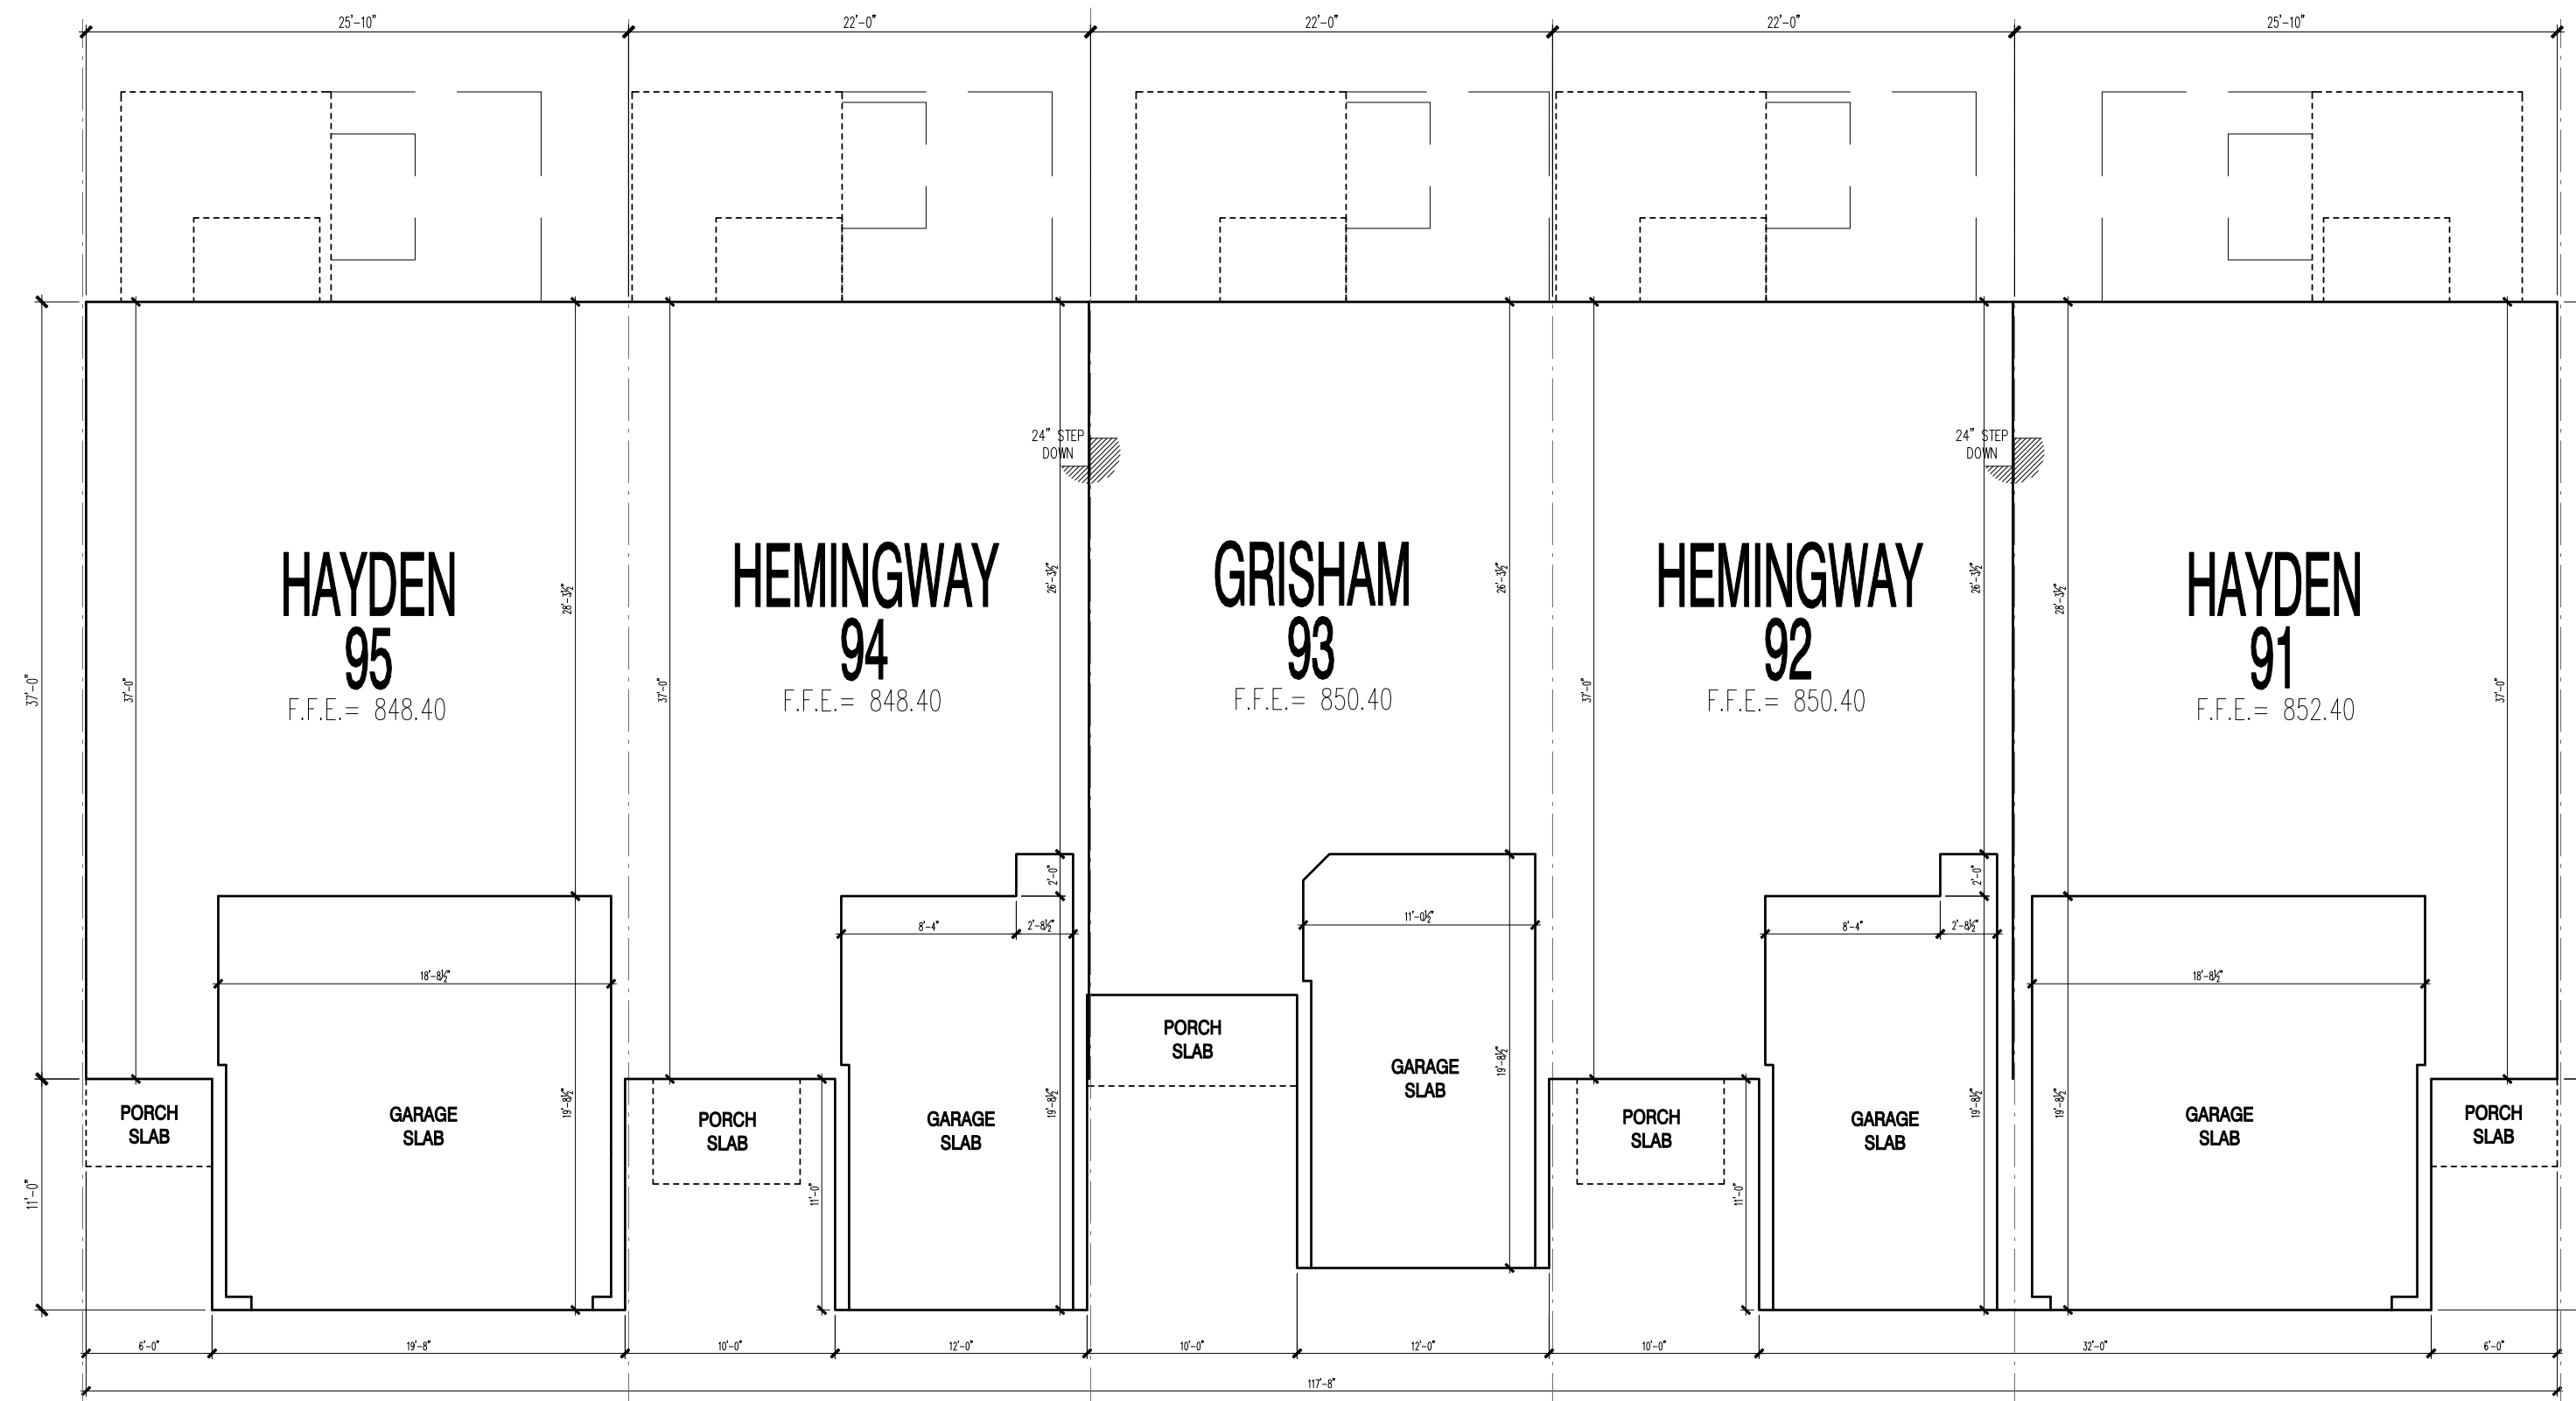 25'-10"
22'-0"
22'-0"
22'-0"
25'-10"
24" STEP
DOWN
24" STEP
DOWN
HAYDEN
95
F.F.E.= 848.40
HEMINGWAY
94
F.F.E.= 848.40
GRISHAM
93
F.F.E.= 850.40
HEMINGWAY
92
F.F.E.= 850.40
HAYDEN
91
F.F.E.= 852.40
37'-0"
37'-0"
28'-3½"
37'-0"
26'-3½"
26'-3½"
37'-0"
26'-3½"
28'-3½"
37'-0"
2'-0"
2'-0"
8'-4"
2'-8½"
11'-0½"
8'-4"
2'-8½"
18'-8½"
18'-8½"
PORCH
SLAB
GARAGE
SLAB
PORCH
SLAB
GARAGE
SLAB
PORCH
SLAB
GARAGE
SLAB
PORCH
SLAB
GARAGE
SLAB
GARAGE
SLAB
PORCH
SLAB
11'-0"
19'-8½"
11'-0"
19'-8½"
19'-8½"
11'-0"
19'-8½"
19'-8½"
6'-0"
19'-8"
10'-0"
12'-0"
10'-0"
12'-0"
10'-0"
32'-0"
6'-0"
117'-8"